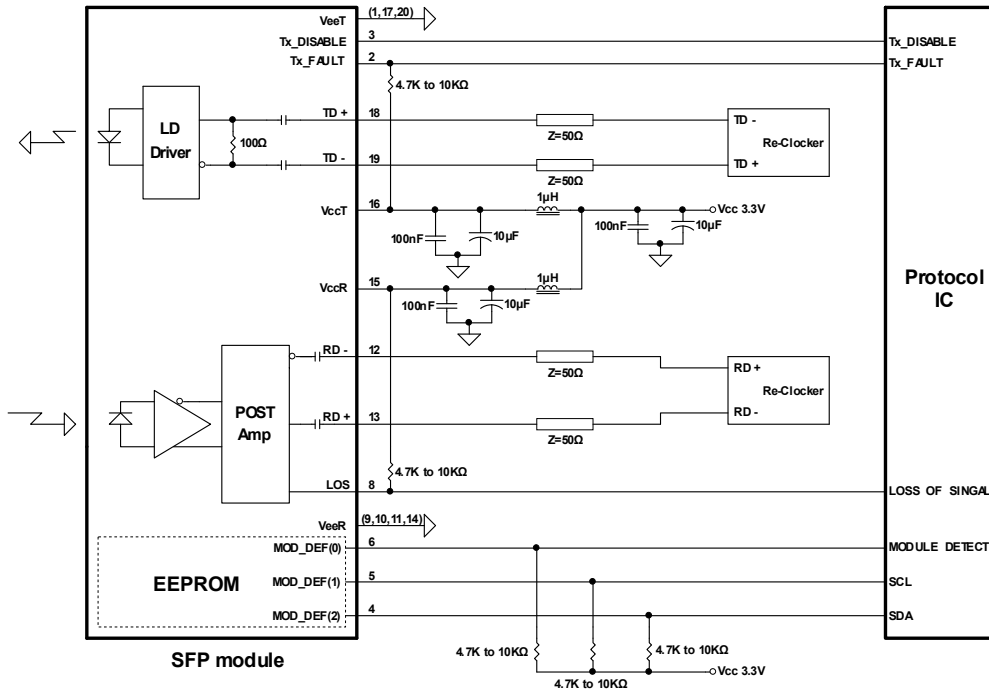 VeeT (1,17,20)
Tx_DISABLE 3 Tx_DISABLE
Tx_FAULT 2 Tx_FAULT
4.7K to 10KΩ
LD
Driver
100Ω
TD + 18
TD - 19
Z=50Ω
Z=50Ω
TD -
Re-Clocker
TD +
VccT 16
1µH
Vcc 3.3V
100nF 10µF
100nF 10µF
VccR 15
1µH
100nF 10µF
Protocol
IC
POST
Amp
RD - 12
RD + 13
Z=50Ω
Z=50Ω
RD +
Re-Clocker
RD -
4.7K to 10KΩ
LOS 8 LOSS OF SINGAL
VeeR (9,10,11,14)
EEPROM
MOD_DEF(0) 6 MODULE DETECT
MOD_DEF(1) 5 SCL
MOD_DEF(2) 4 SDA
4.7K to 10KΩ 4.7K to 10KΩ
4.7K to 10KΩ
Vcc 3.3V
SFP module